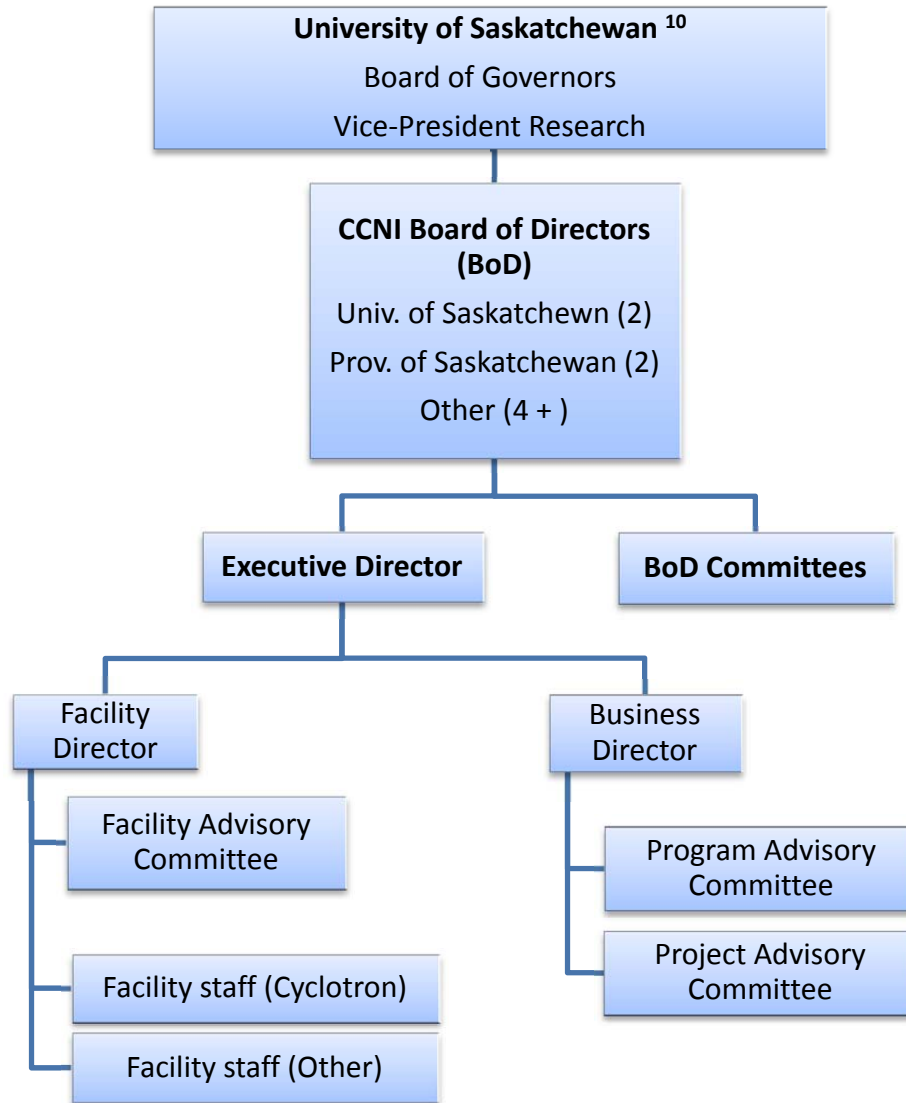 University of Saskatchewan 10
Board of Governors
Vice-President Research
CCNI Board of Directors
(BoD)
Univ. of Saskatchewn (2)
Prov. of Saskatchewan (2)
Other (4 + )
Executive Director
BoD Committees
Facility
Director
Business
Director
Facility Advisory
Committee
Program Advisory
Committee
Project Advisory
Committee
Facility staff (Cyclotron)
Facility staff (Other)